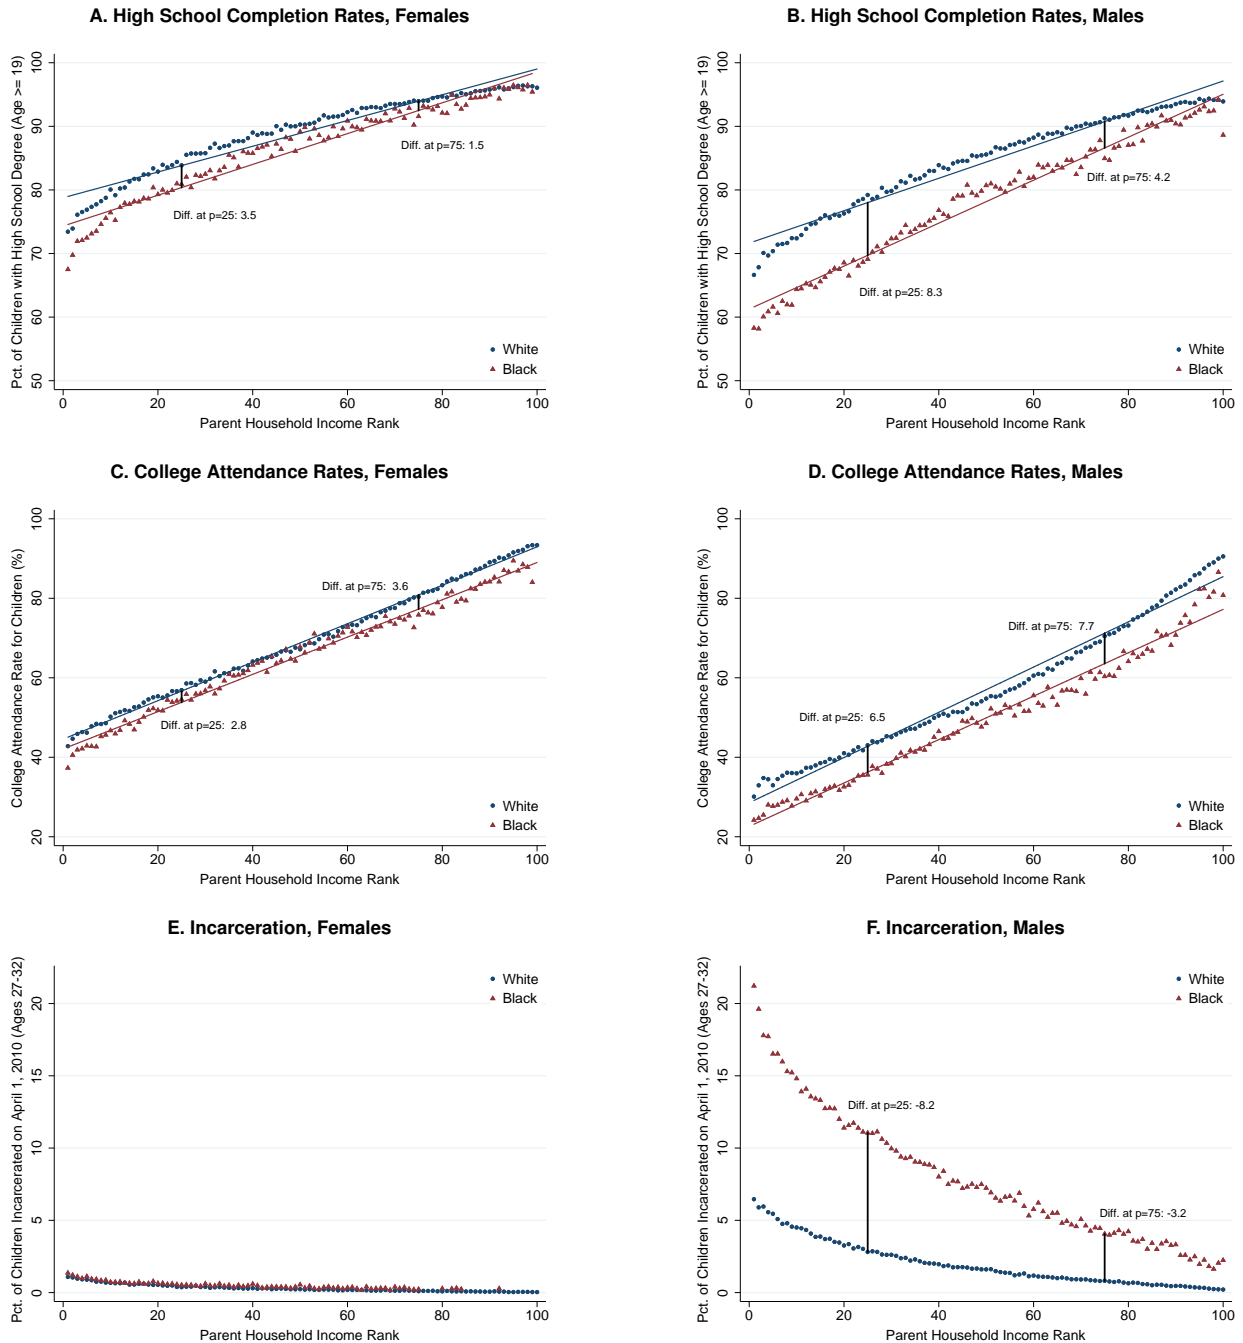 A. High School Completion Rates, Females
Pct. of Children with High School Degree (Age >= 19)
100
90
80
70
60
50
Diff. at p=75: 1.5
Diff. at p=25: 3.5
White
Black
0 20 40 60 80 100
Parent Household Income Rank
B. High School Completion Rates, Males
Pct. of Children with High School Degree (Age >= 19)
100
90
80
70
60
50
Diff. at p=75: 4.2
Diff. at p=25: 8.3
White
Black
0 20 40 60 80 100
Parent Household Income Rank
C. College Attendance Rates, Females
College Attendance Rate for Children (%)
100
80
60
40
20
Diff. at p=75: 3.6
Diff. at p=25: 2.8
White
Black
0 20 40 60 80 100
Parent Household Income Rank
D. College Attendance Rates, Males
College Attendance Rate for Children (%)
100
80
60
40
20
Diff. at p=75: 7.7
Diff. at p=25: 6.5
White
Black
0 20 40 60 80 100
Parent Household Income Rank
E. Incarceration, Females
Pct. of Children Incarcerated on April 1, 2010 (Ages 27-32)
20
15
10
5
0
White
Black
0 20 40 60 80 100
Parent Household Income Rank
F. Incarceration, Males
Pct. of Children Incarcerated on April 1, 2010 (Ages 27-32)
20
15
10
5
0
White
Black
Diff. at p=25: -8.2
Diff. at p=75: -3.2
0 20 40 60 80 100
Parent Household Income Rank